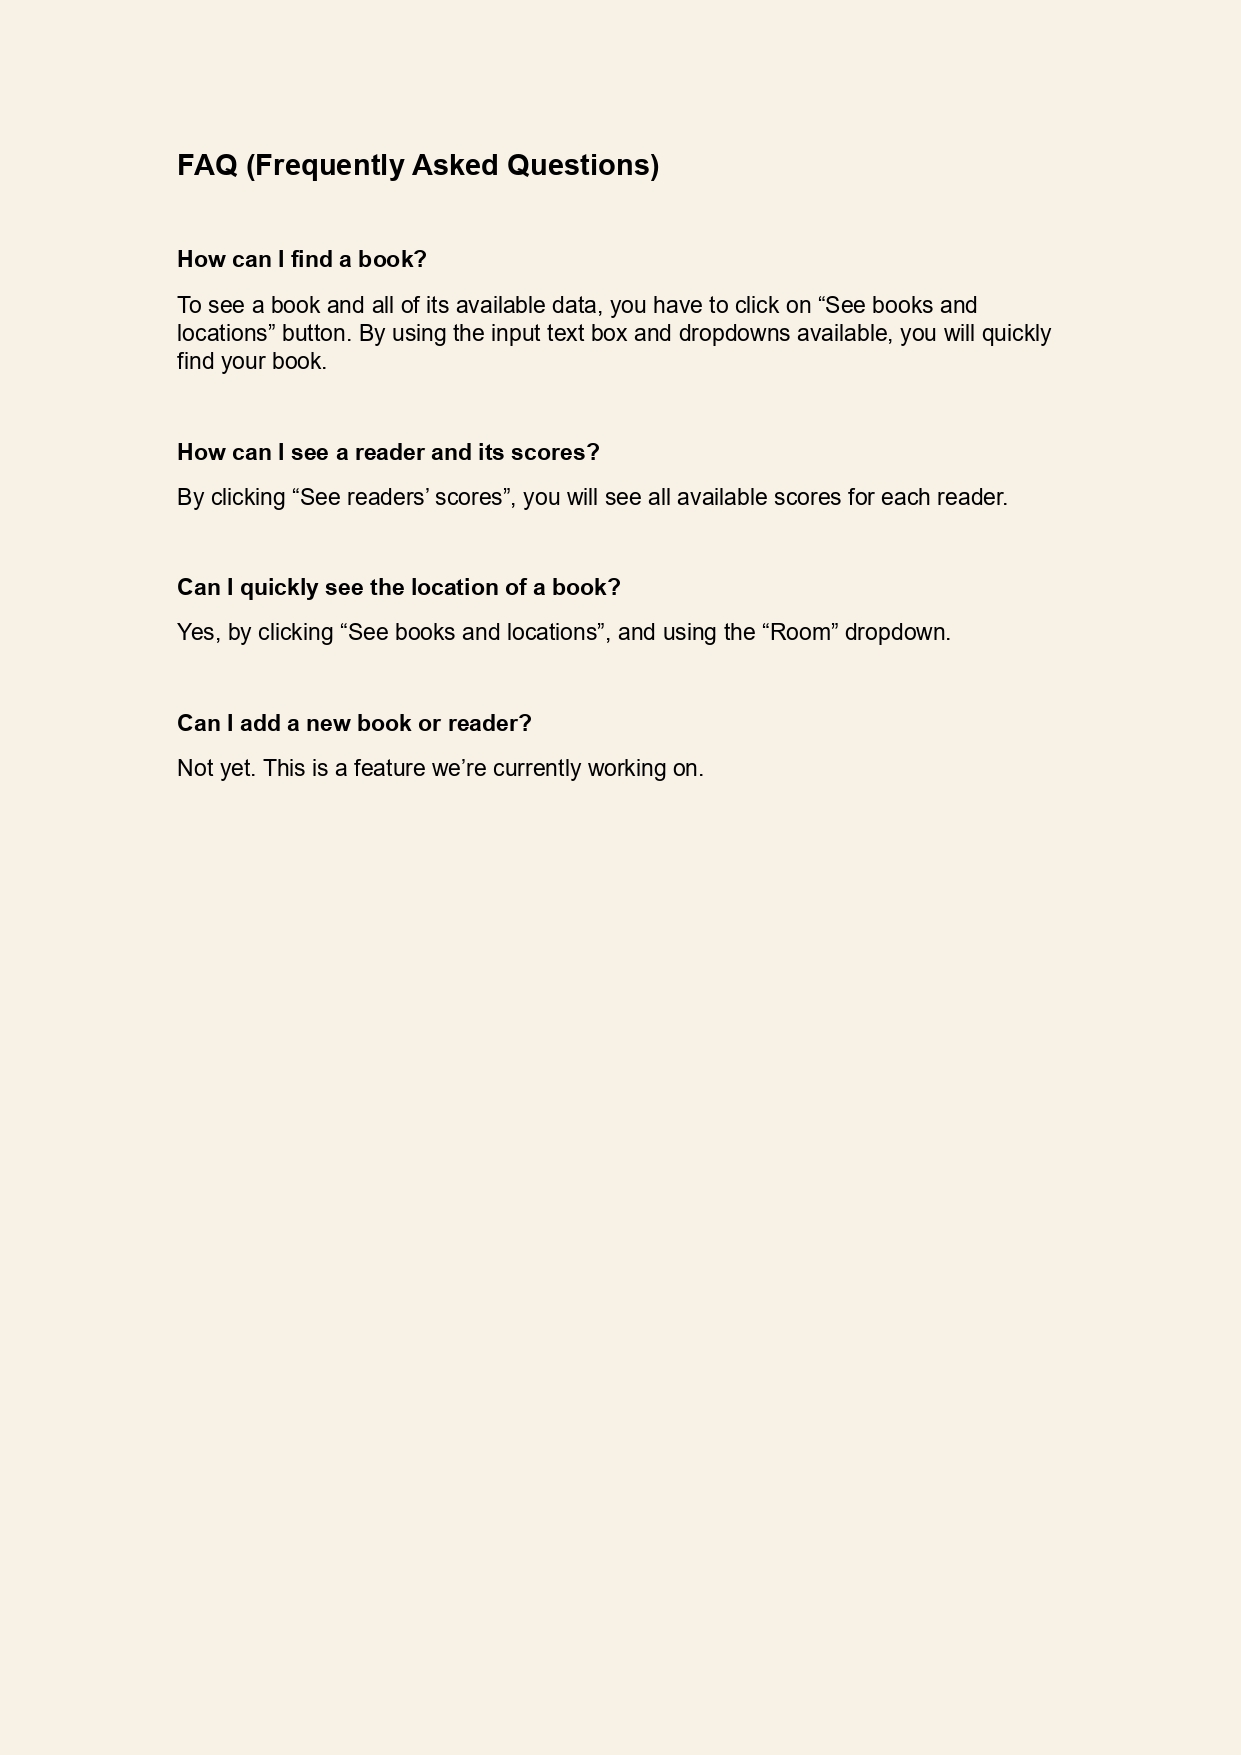 FAQ (Frequently Asked Questions)
How can I find a book?
To see a book and all of its available data, you have to click on “See books and
locations” button. By using the input text box and dropdowns available, you will quickly
find your book.
How can I see a reader and its scores?
By clicking “See readers’ scores”, you will see all available scores for each reader.
Can I quickly see the location of a book?
Yes, by clicking “See books and locations”, and using the “Room” dropdown.
Can I add a new book or reader?
Not yet. This is a feature we’re currently working on.